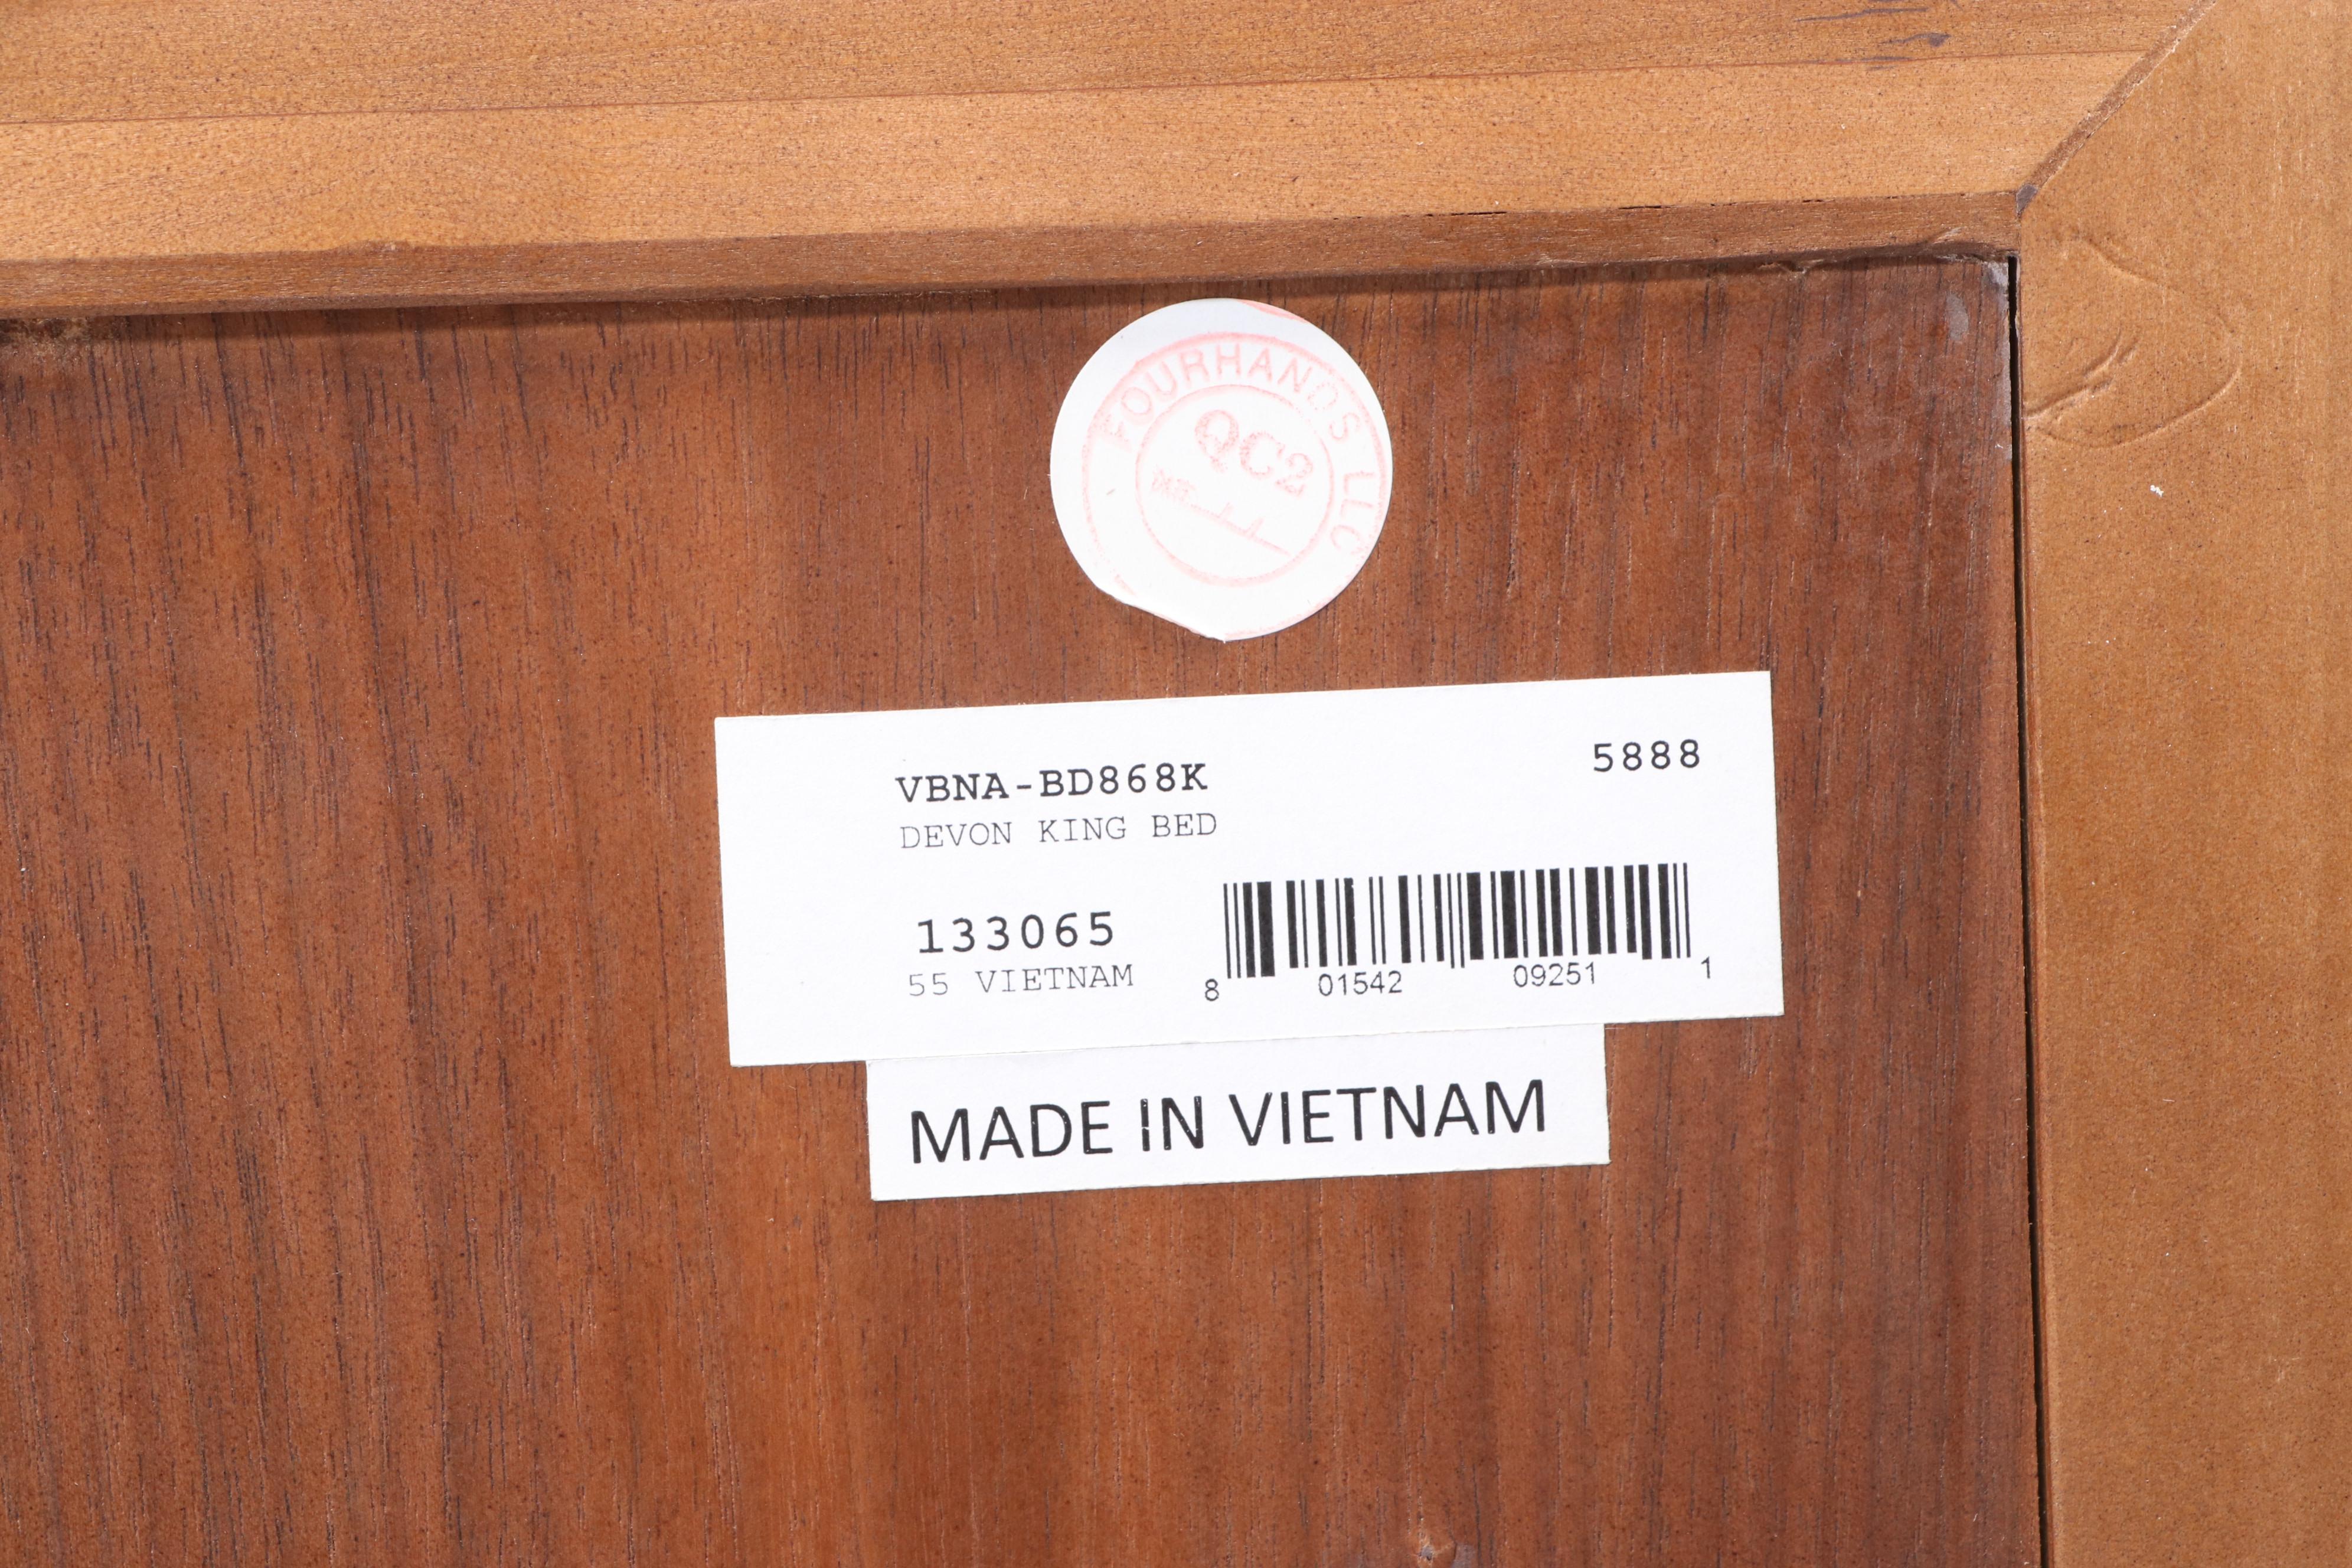 FOURHANDS LLC
QC2
DATE
VBNA-BD868K
5888
DEVON KING BED
133065
55 VIETNAM
8 01542 09251 1
MADE IN VIETNAM